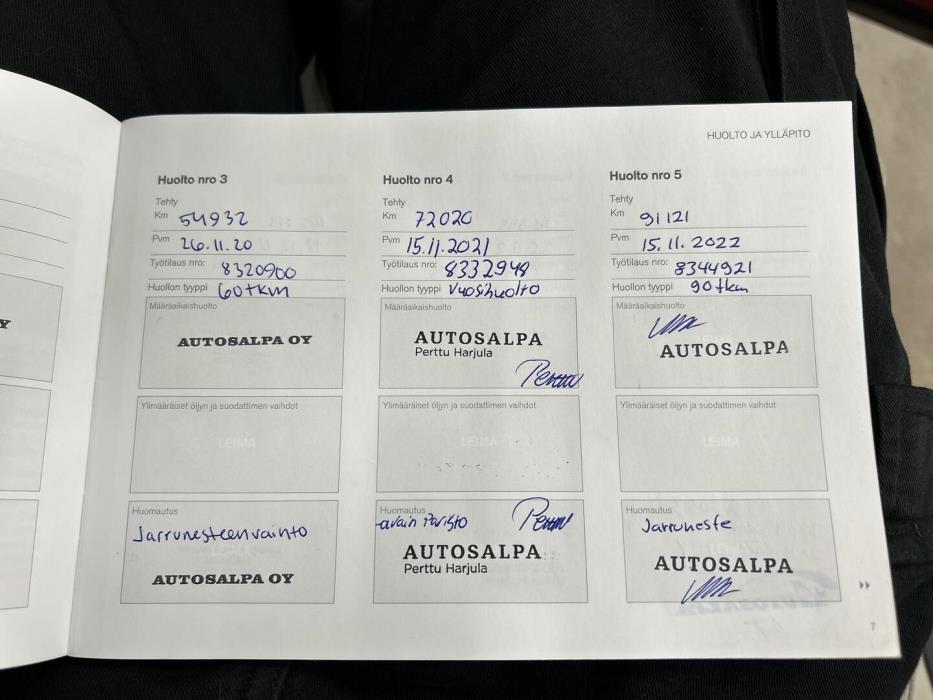 HUOLTO JA YLLÄPITO
Huolto nro 3
Tehty
Km 54932
Pvm 26.11.20
Työtilaus nro: 8320900
Huollon tyyppi 60tkm
Määräaikaishuolto
AUTOSALPA OY
Ylimääräiset öljyn ja suodattimen vaihdot
LEIMA
Huomautus
Jarrunesteenvainto
AUTOSALPA OY
Huolto nro 4
Tehty
Km 72020
Pvm 15.11.2021
Työtilaus nro: 8332948
Huollon tyyppi Vuosihuolto
Määräaikaishuolto
AUTOSALPA
Perttu Harjula
Perttu
Ylimääräiset öljyn ja suodattimen vaihdot
LEIMA
Huomautus
avain Paristo
Perttu
AUTOSALPA
Perttu Harjula
Huolto nro 5
Tehty
Km 91121
Pvm 15.11.2022
Työtilaus nro: 8344921
Huollon tyyppi 90tkm
Määräaikaishuolto
AUTOSALPA
Ylimääräiset öljyn ja suodattimen vaihdot
LEIMA
Huomautus
Jarruneste
AUTOSALPA
7